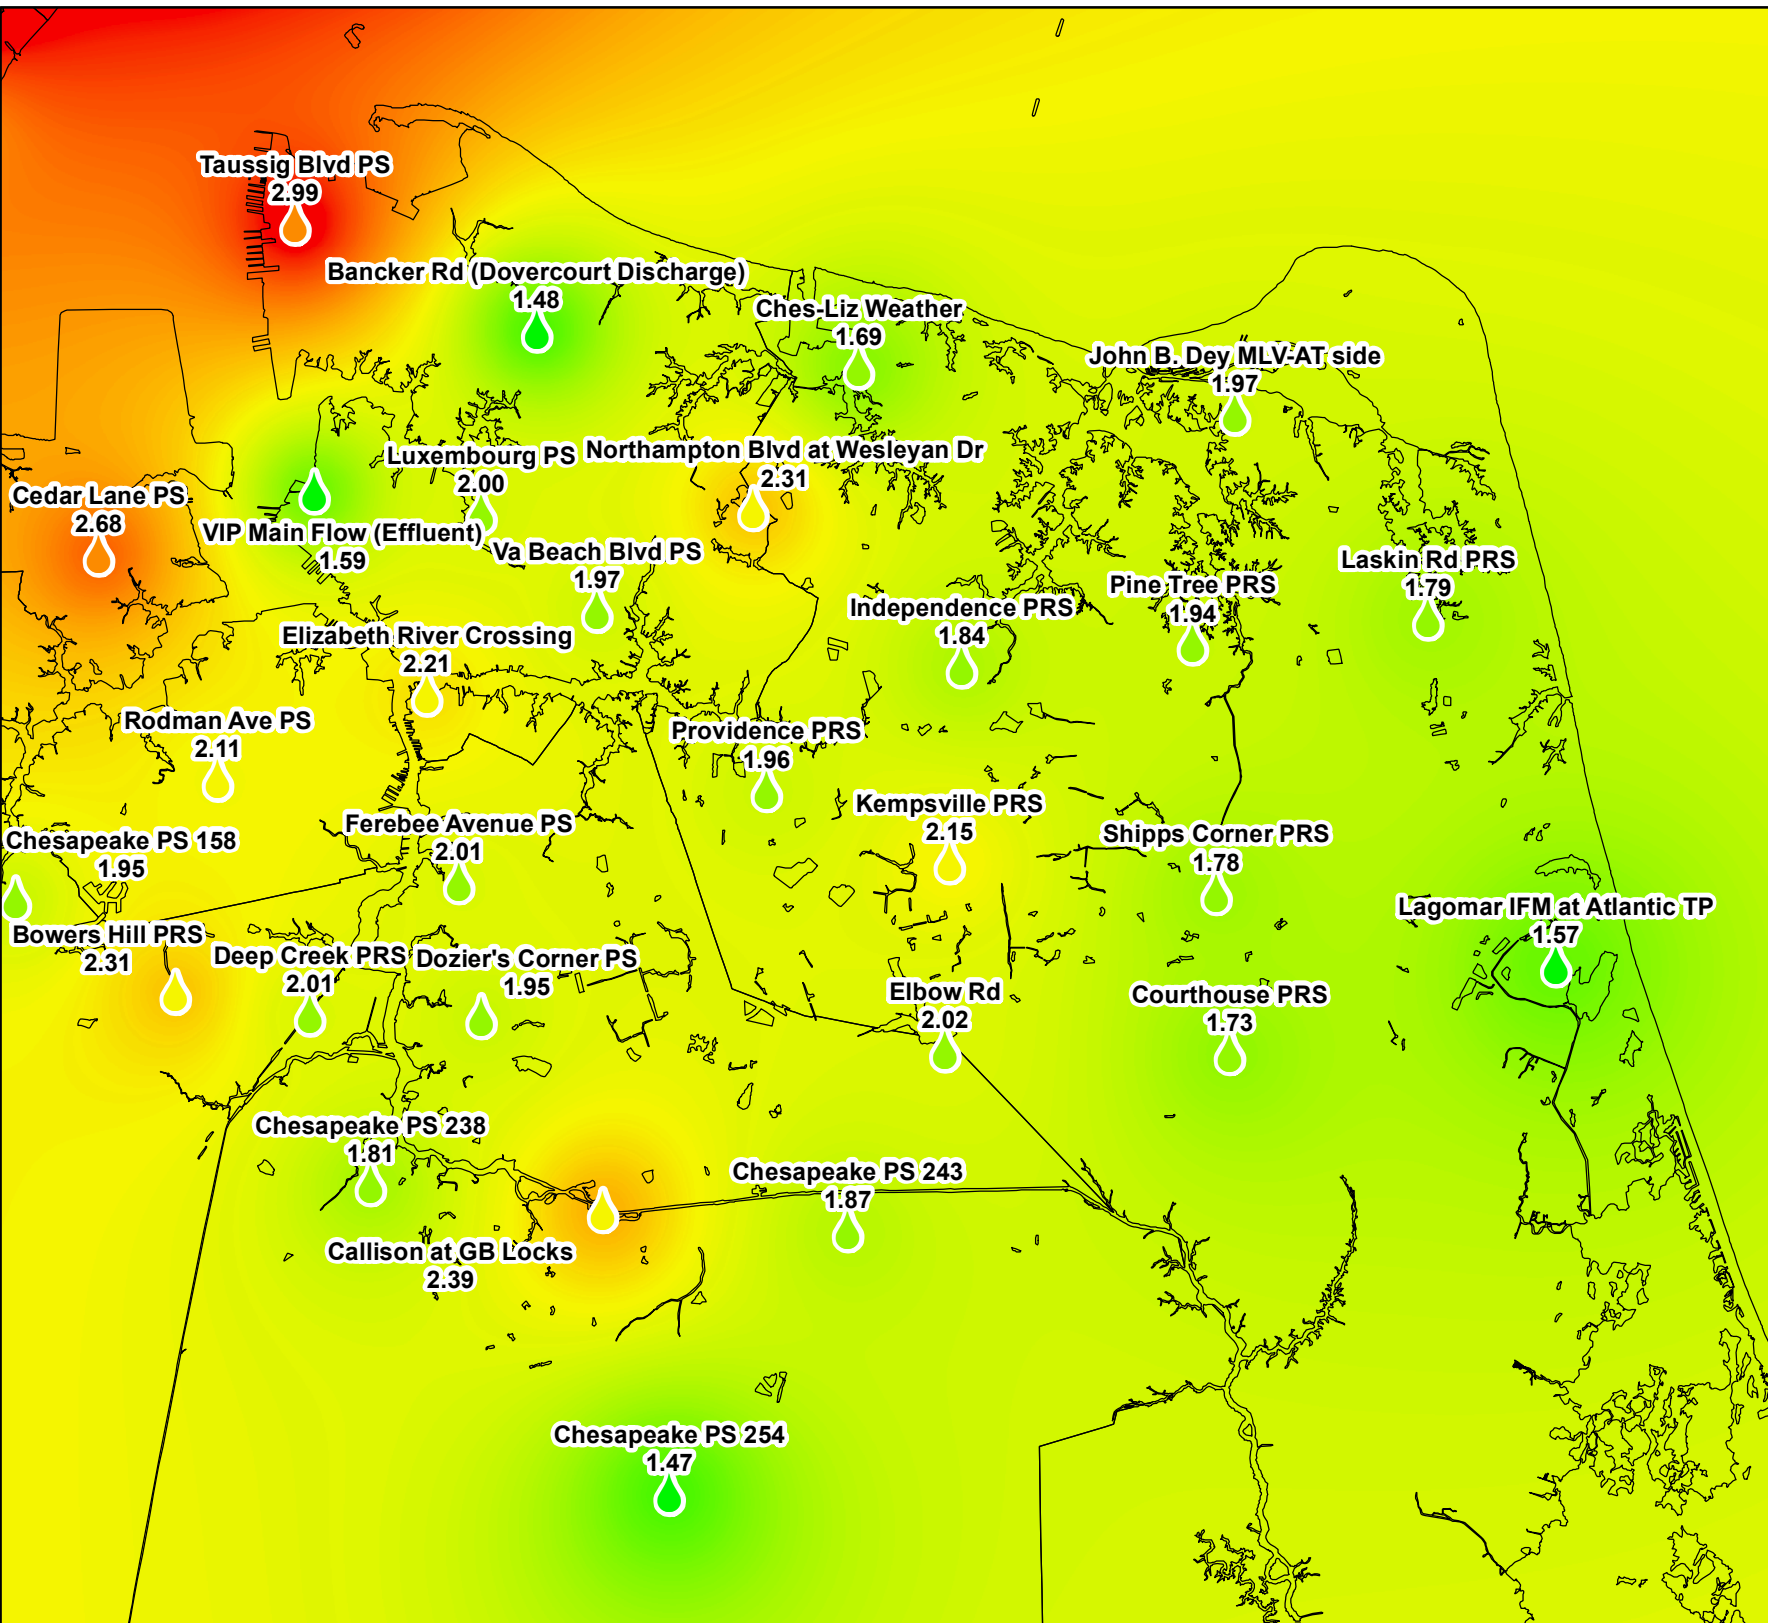 Taussig Blvd PS
2.99
Bancker Rd (Dovercourt Discharge)
1.48
Ches-Liz Weather
1.69
John B. Dey MLV-AT side
1.97
Luxembourg PS
2.00
Northampton Blvd at Wesleyan Dr
2.31
Cedar Lane PS
2.68
VIP Main Flow (Effluent)
1.59
Va Beach Blvd PS
1.97
Laskin Rd PRS
1.79
Pine Tree PRS
1.94
Independence PRS
1.84
Elizabeth River Crossing
2.21
Rodman Ave PS
2.11
Providence PRS
1.96
Kempsville PRS
2.15
Ferebee Avenue PS
2.01
Shipps Corner PRS
1.78
Chesapeake PS 158
1.95
Lagomar IFM at Atlantic TP
1.57
Bowers Hill PRS
2.31
Deep Creek PRS
2.01
Dozier's Corner PS
1.95
Elbow Rd
2.02
Courthouse PRS
1.73
Chesapeake PS 238
1.81
Chesapeake PS 243
1.87
Callison at GB Locks
2.39
Chesapeake PS 254
1.47